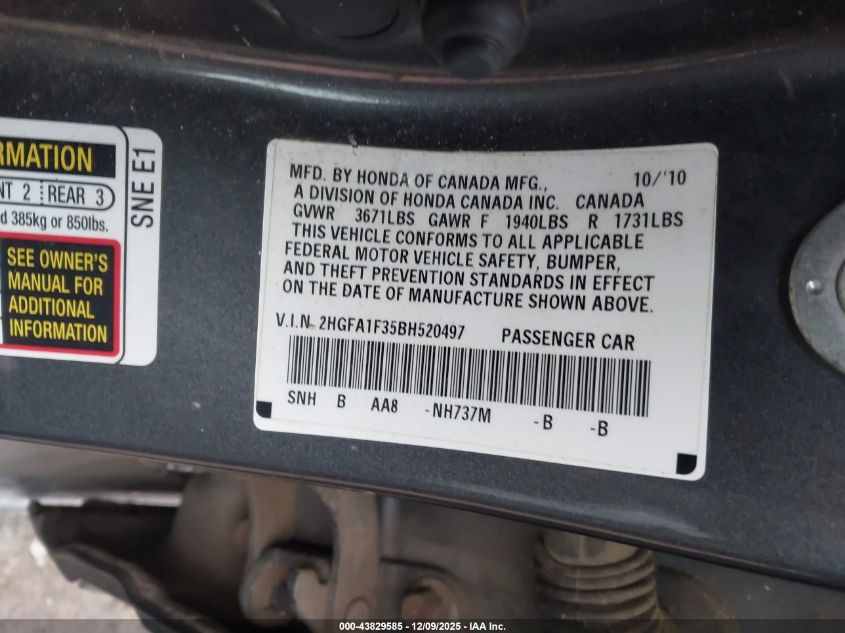 RMATION
NT 2 REAR 3
d 385kg or 850lbs.
SEE OWNER'S
MANUAL FOR
ADDITIONAL
INFORMATION
SNE E1
MFD. BY HONDA OF CANADA MFG., 10/'10
A DIVISION OF HONDA CANADA INC. CANADA
GVWR 3671LBS GAWR F 1940LBS R 1731LBS
THIS VEHICLE CONFORMS TO ALL APPLICABLE
FEDERAL MOTOR VEHICLE SAFETY, BUMPER,
AND THEFT PREVENTION STANDARDS IN EFFECT
ON THE DATE OF MANUFACTURE SHOWN ABOVE.
V.I.N. 2HGFA1F35BH520497 PASSENGER CAR
SNH B AA8 -NH737M -B -B
000-43829585 - 12/09/2025 - IAA Inc.